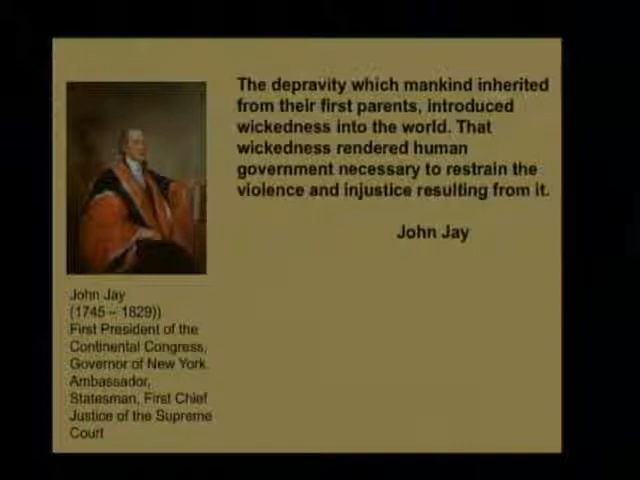 The depravity which mankind inherited
from their first parents, introduced
wickedness into the world. That
wickedness rendered human
government necessary to restrain the
violence and injustice resulting from it.
John Jay
John Jay
(1745 – 1829))
First President of the
Continental Congress,
Governor of New York.
Ambassador,
Statesman, First Chief
Justice of the Supreme
Court